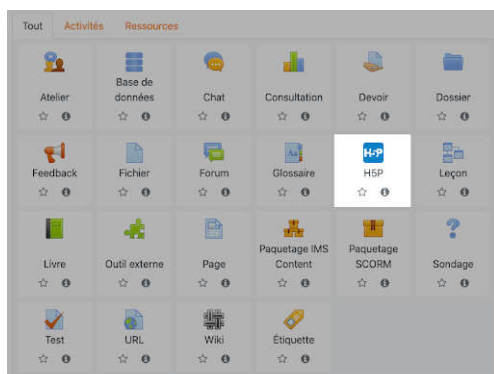 Tout Activités Ressources
Atelier
Base de
données
Chat
Consultation
Devoir
Dossier
Feedback
Fichier
Forum
Glossaire
H5P
H5P
Leçon
Livre
Outil externe
Page
Paquetage IMS
Content
Paquetage
SCORM
Sondage
Test
URL
Wiki
Étiquette